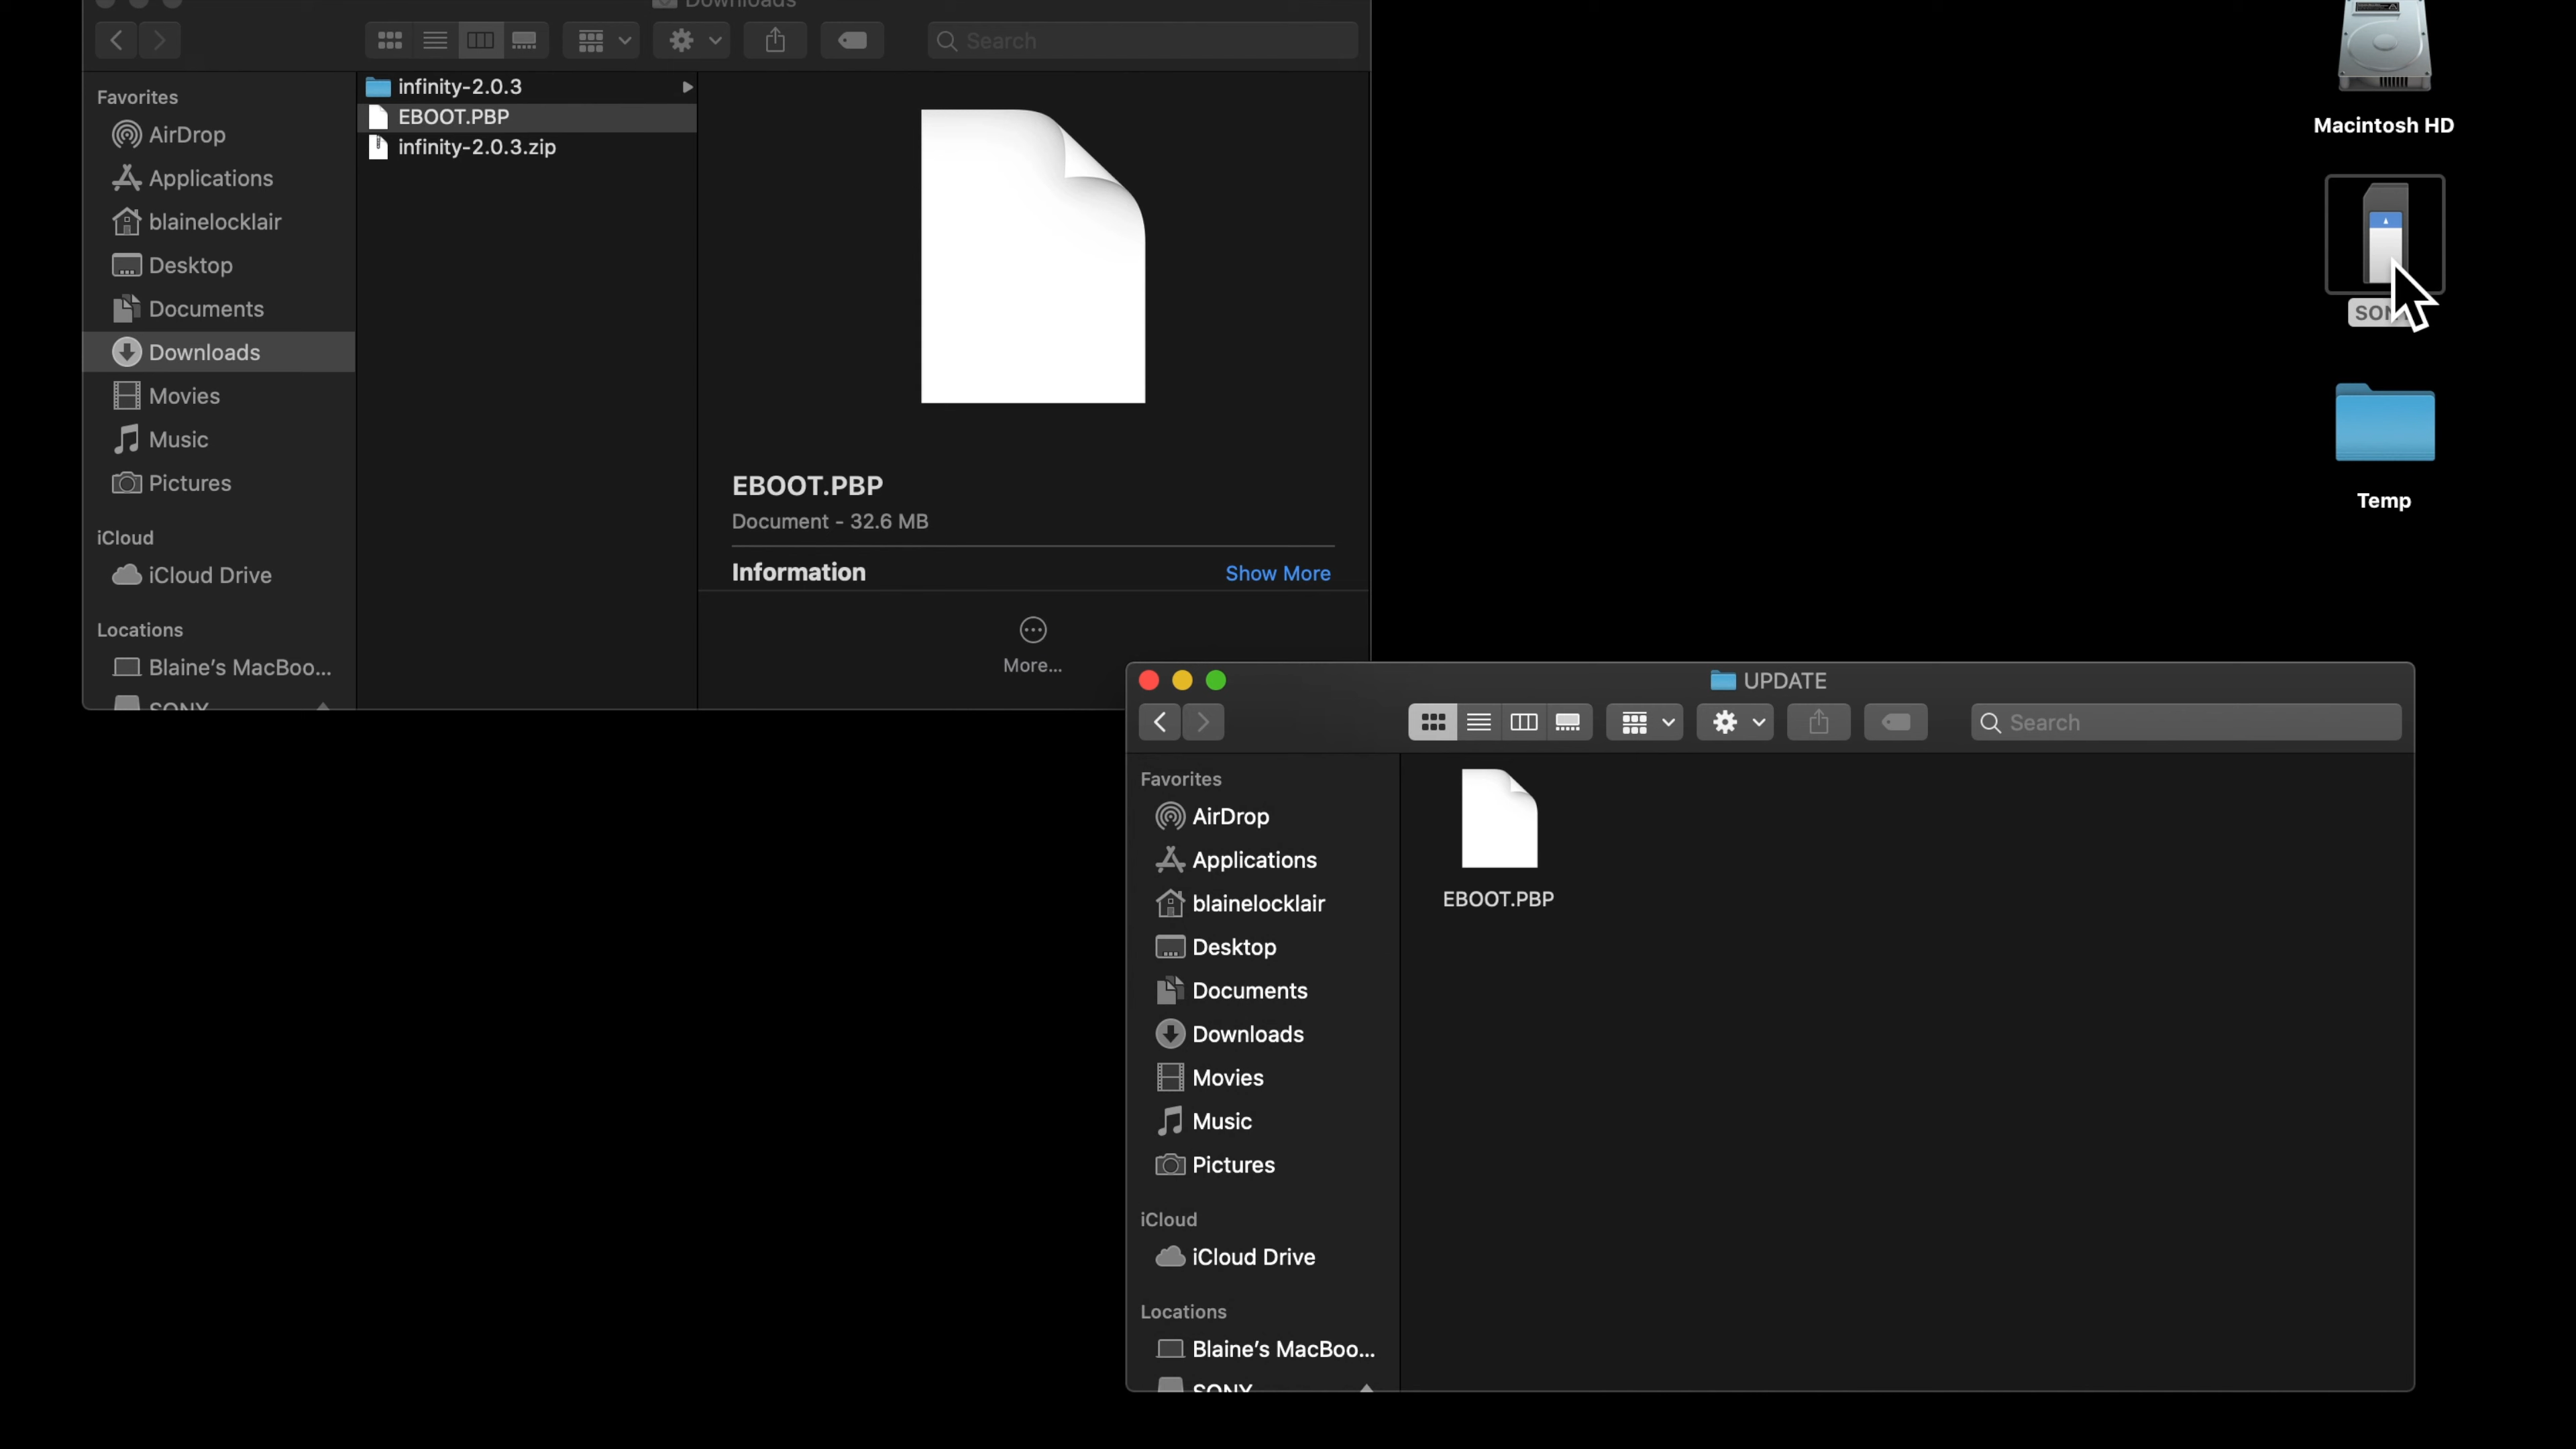 Downloads
Search
Favorites
AirDrop
Applications
blainelocklair
Desktop
Documents
Downloads
Movies
Music
Pictures
iCloud
iCloud Drive
Locations
Blaine's MacBoo...
SONY
infinity-2.0.3
EBOOT.PBP
infinity-2.0.3.zip
EBOOT.PBP
Document - 32.6 MB
Information
Show More
More...
Macintosh HD
Temp
UPDATE
Search
Favorites
AirDrop
Applications
blainelocklair
Desktop
Documents
Downloads
Movies
Music
Pictures
iCloud
iCloud Drive
Locations
Blaine's MacBoo...
SONY
EBOOT.PBP